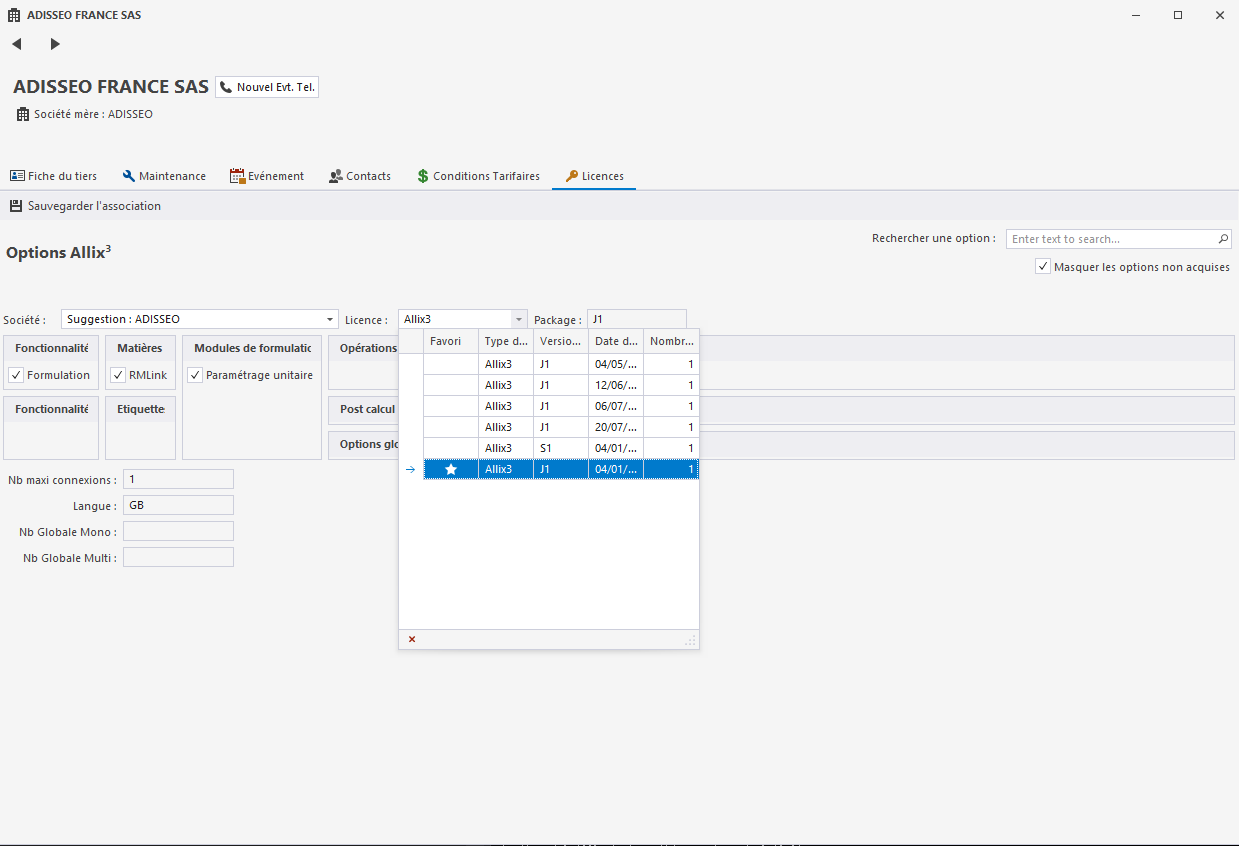 ADISSEO FRANCE SAS
ADISSEO FRANCE SAS Nouvel Evt. Tel.
Société mère : ADISSEO
Fiche du tiers Maintenance Evénement Contacts Conditions Tarifaires Licences
Sauvegarder l'association
Rechercher une option : Enter text to search...
Options Allix³
Masquer les options non acquises
Société : Suggestion : ADISSEO Licence : Allix3 Package : J1
Fonctionnalité Matières Modules de formulatic Opérations
Formulation RMLink Paramétrage unitaire
Fonctionnalité Etiquette Post calcul
Options glo
Favori Type d... Versio... Date d... Nombr...
Allix3 J1 04/05/... 1
Allix3 J1 12/06/... 1
Allix3 J1 06/07/... 1
Allix3 J1 20/07/... 1
Allix3 S1 04/01/... 1
Allix3 J1 04/01/... 1
Nb maxi connexions : 1
Langue : GB
Nb Globale Mono :
Nb Globale Multi :